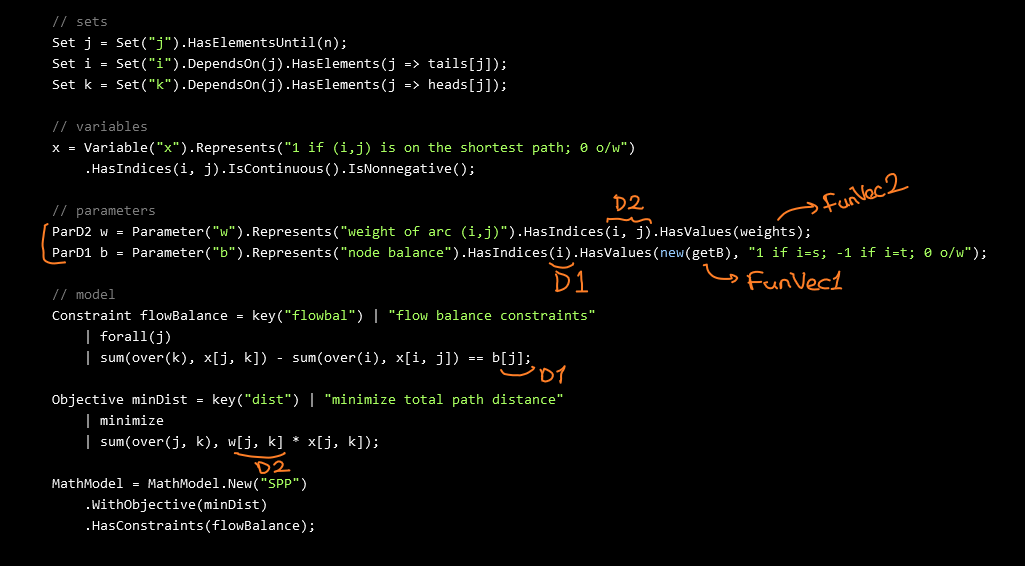 // sets
Set j = Set("j").HasElementsUntil(n);
Set i = Set("i").DependsOn(j).HasElements(j => tails[j]);
Set k = Set("k").DependsOn(j).HasElements(j => heads[j]);
// variables
x = Variable("x").Represents("1 if (i,j) is on the shortest path; 0 o/w")
.HasIndices(i, j).IsContinuous().IsNonnegative();
FunVec2
D2
// parameters
ParD2 w = Parameter("w").Represents("weight of arc (i,j)").HasIndices(i, j).HasValues(weights);
ParD1 b = Parameter("b").Represents("node balance").HasIndices(i).HasValues(new(getB), "1 if i=s; -1 if i=t; 0 o/w");
D1
FunVec1
// model
Constraint flowBalance = key("flowbal") | "flow balance constraints"
| forall(j)
| sum(over(k), x[j, k]) - sum(over(i), x[i, j]) == b[j];
D1
Objective minDist = key("dist") | "minimize total path distance"
| minimize
| sum(over(j, k), w[j, k] * x[j, k]);
D2
MathModel = MathModel.New("SPP")
.WithObjective(minDist)
.HasConstraints(flowBalance);